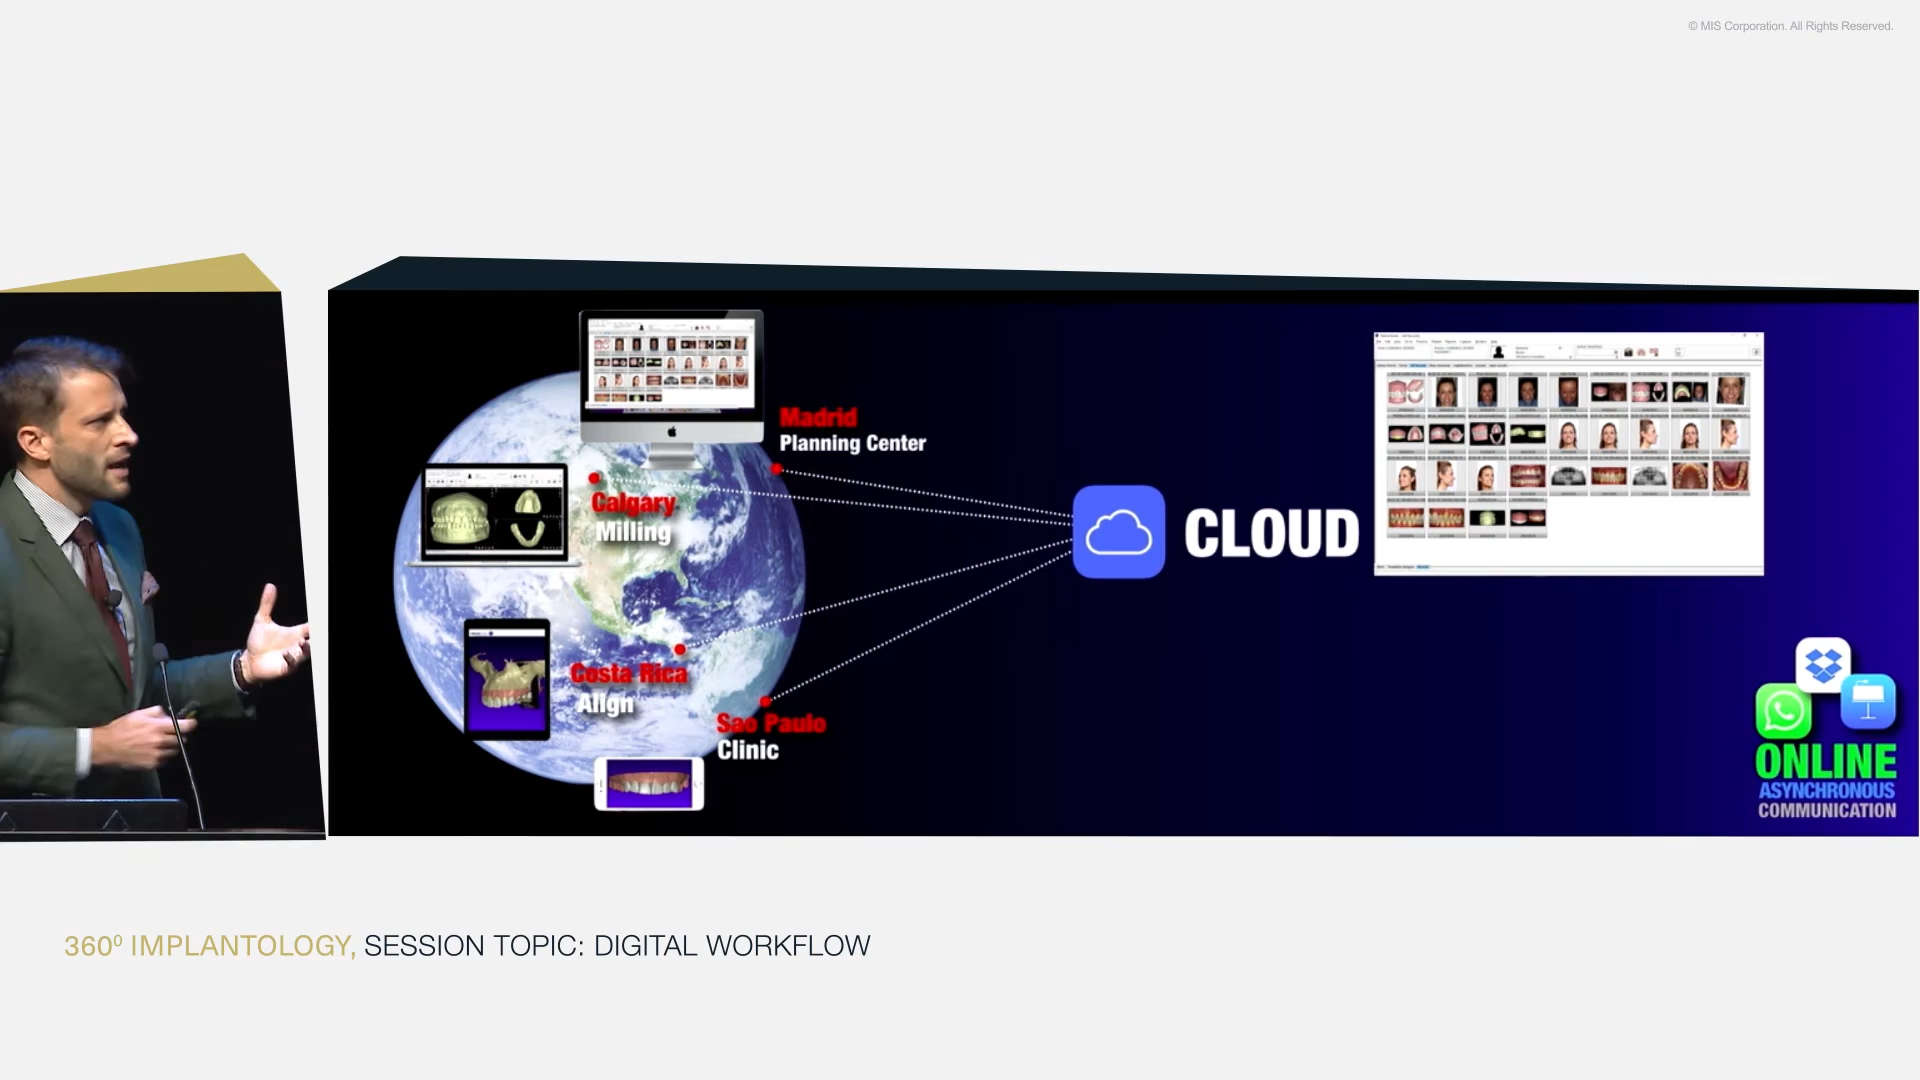 © MIS Corporation. All Rights Reserved.
Madrid
Planning Center
Calgary
Milling
CLOUD
Costa Rica
Align
Sao Paulo
Clinic
ONLINE
ASYNCHRONOUS
COMMUNICATION
360⁰ IMPLANTOLOGY, SESSION TOPIC: DIGITAL WORKFLOW